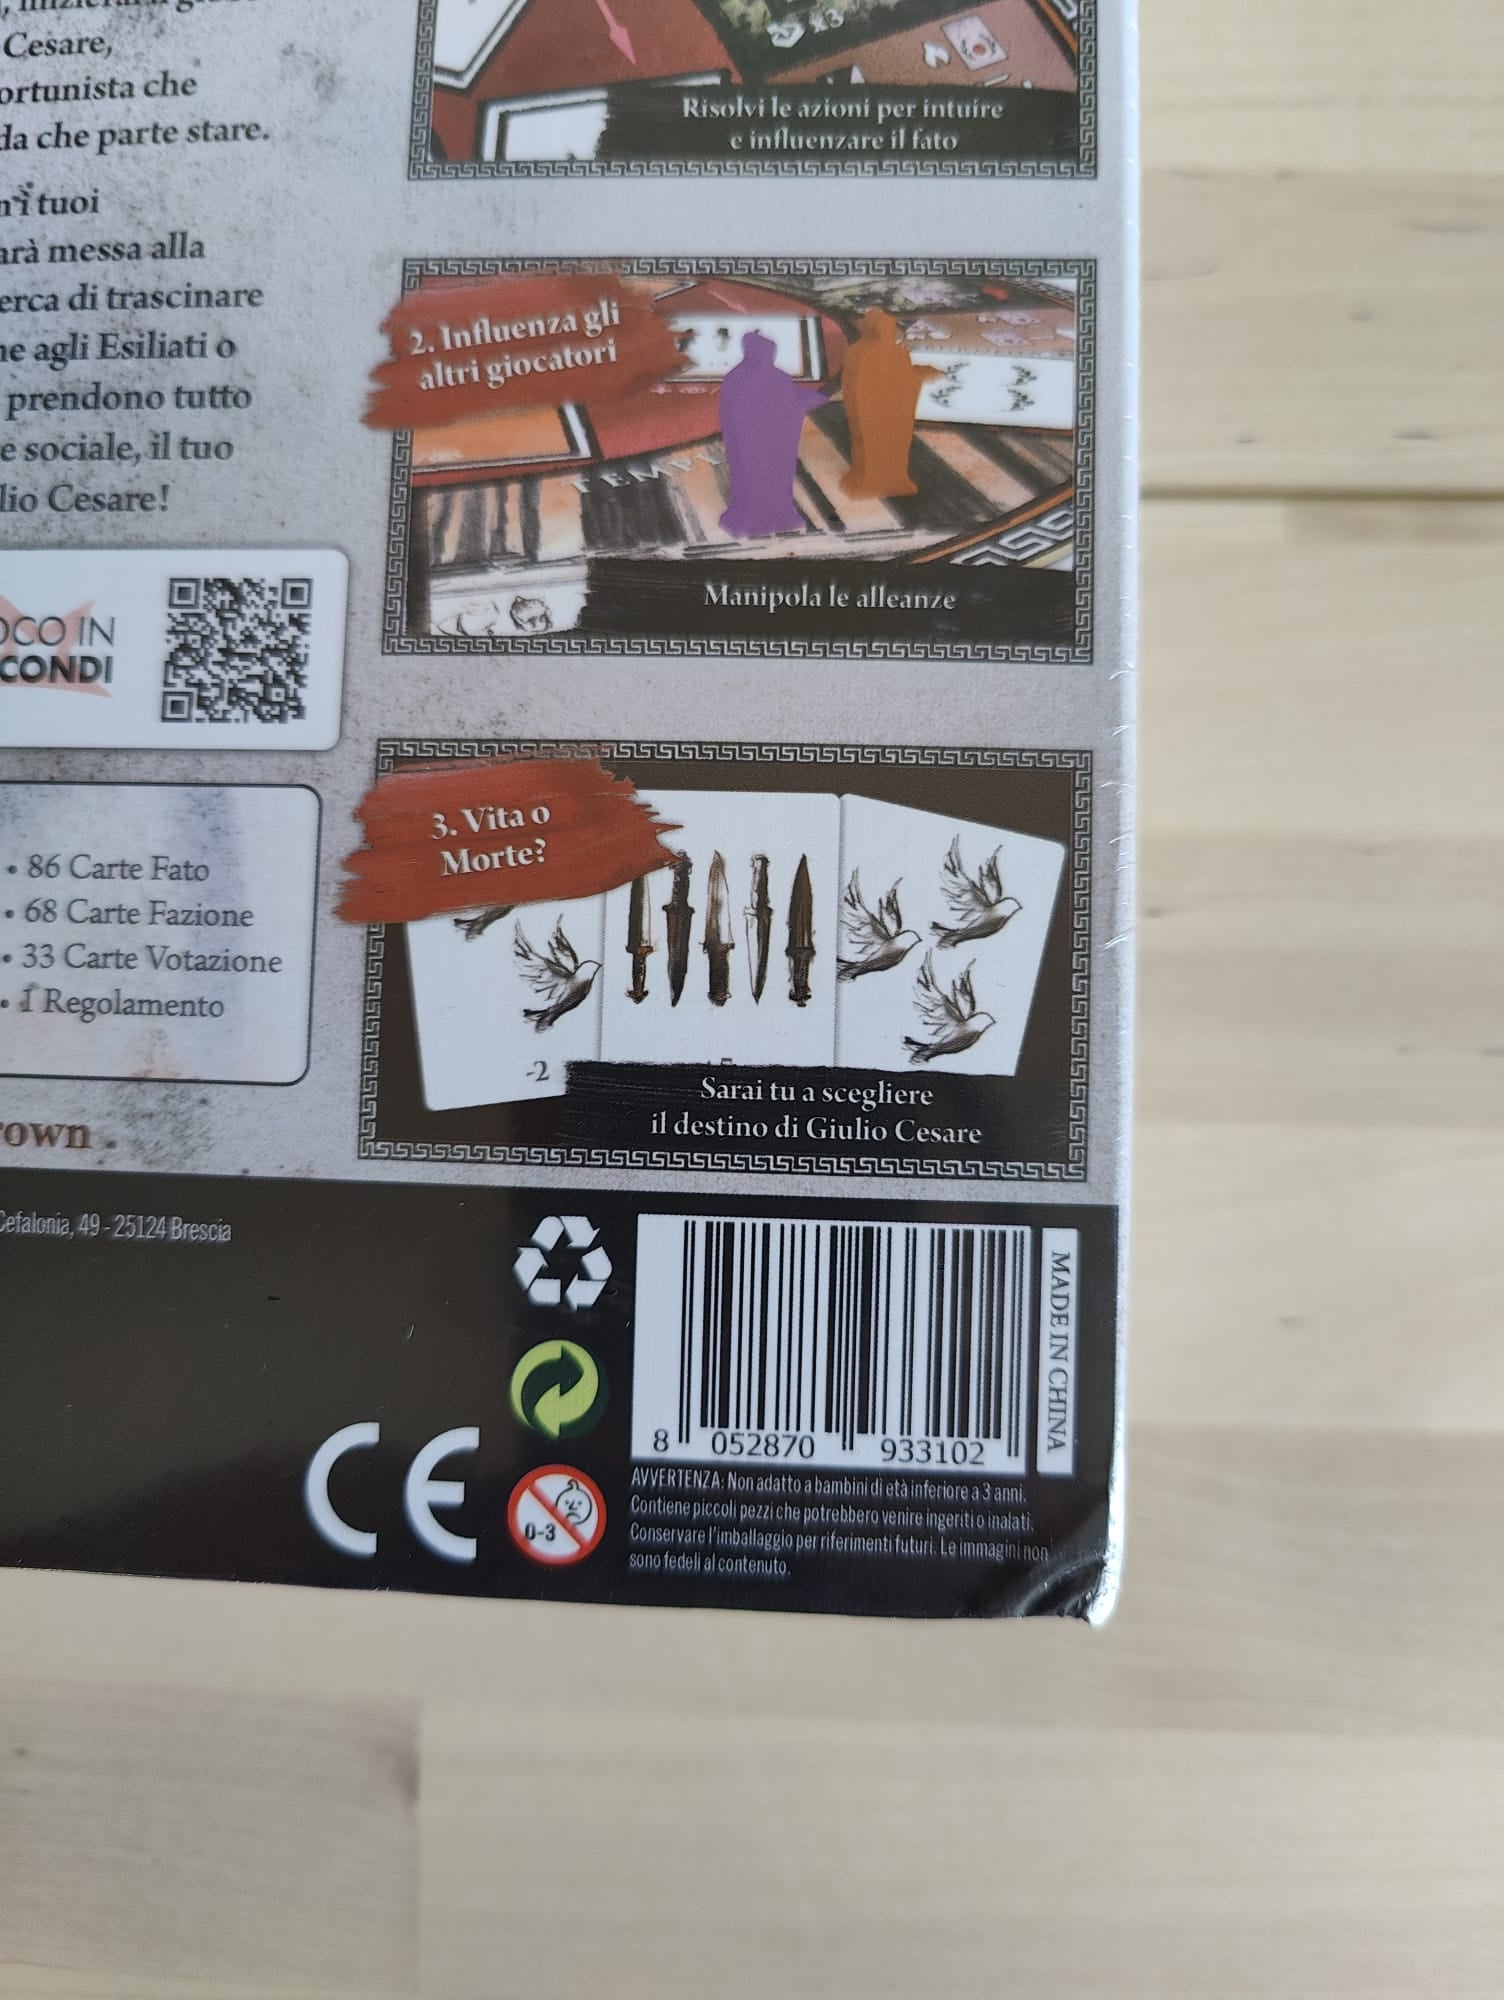 Cesare,
ortunista che
da che parte stare.
i tuoi
arà messa alla
erca di trascinare
ne agli Esiliati o
prendono tutto
e sociale, il tuo
lio Cesare!
OCO IN
CONDI
• 86 Carte Fato
• 68 Carte Fazione
• 33 Carte Votazione
• 1 Regolamento
rown
Cefalonia, 49 - 25124 Brescia
x3
Risolvi le azioni per intuire
e influenzare il fato
2. Influenza gli
altri giocatori
TEMPL
Manipola le alleanze
3. Vita o
Morte?
-2
Sarai tu a scegliere
il destino di Giulio Cesare
MADE IN CHINA
8 052870 933102
CE
0-3
AVVERTENZA: Non adatto a bambini di età inferiore a 3 anni.
Contiene piccoli pezzi che potrebbero venire ingeriti o inalati.
Conservare l'imballaggio per riferimenti futuri. Le immagini non
sono fedeli al contenuto.